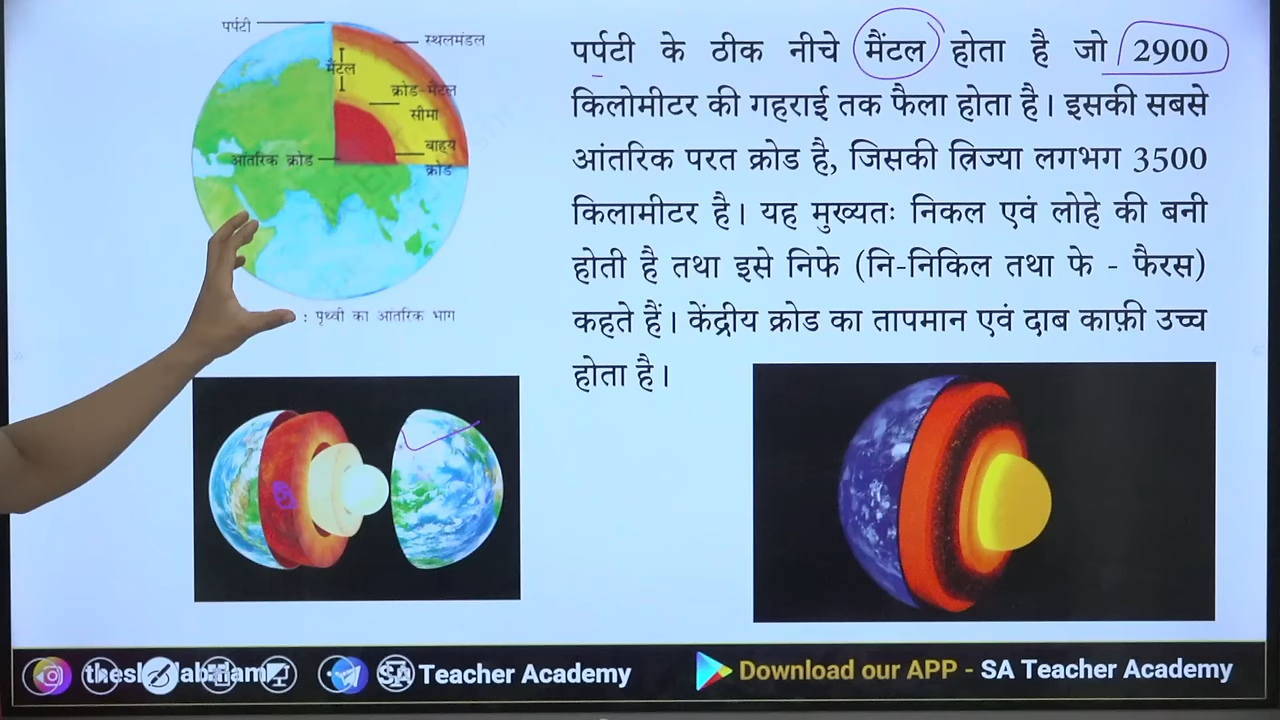 पर्पटी
स्थलमंडल
मैंटल
क्रोड-मैंटल
सीमा
बाह्य
क्रोड
आंतरिक क्रोड
: पृथ्वी का आंतरिक भाग
पर्पटी के ठीक नीचे मैंटल होता है जो 2900
किलोमीटर की गहराई तक फैला होता है। इसकी सबसे
आंतरिक परत क्रोड है, जिसकी त्रिज्या लगभग 3500
किलामीटर है। यह मुख्यतः निकल एवं लोहे की बनी
होती है तथा इसे निफे (नि-निकिल तथा फे - फैरस)
कहते हैं। केंद्रीय क्रोड का तापमान एवं दाब काफ़ी उच्च
होता है।
SA Teacher Academy
Download our APP - SA Teacher Academy